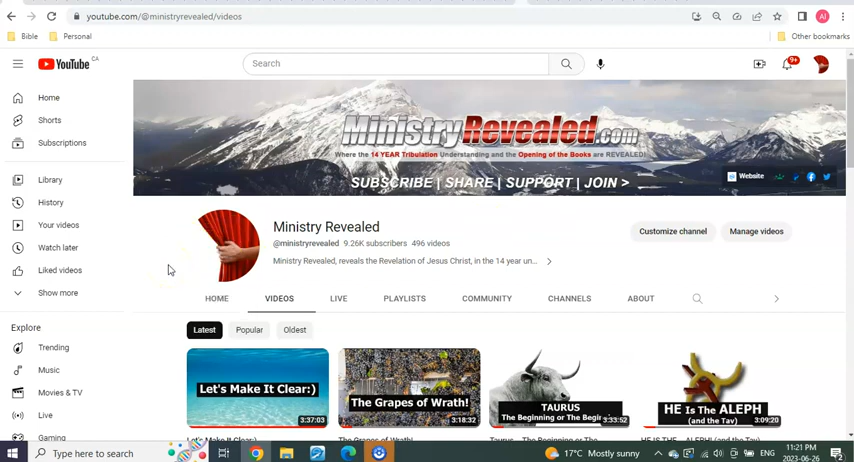 youtube.com/@ministryrevealed/videos
AI
Bible
Personal
Other bookmarks
YouTube CA
Search
9+
Home
Shorts
Subscriptions
Library
History
Your videos
Watch later
Liked videos
Show more
Explore
Trending
Music
Movies & TV
Live
Gaming
MinistryRevealed.com
Where the 14 YEAR Tribulation Understanding and the Opening of the Books are REVEALED!
SUBSCRIBE | SHARE | SUPPORT | JOIN >
Website
Ministry Revealed
@ministryrevealed 9.26K subscribers 496 videos
Ministry Revealed, reveals the Revelation of Jesus Christ, in the 14 year un...
Customize channel
Manage videos
HOME
VIDEOS
LIVE
PLAYLISTS
COMMUNITY
CHANNELS
ABOUT
Latest
Popular
Oldest
Let's Make It Clear:)
3:37:03
The Grapes of Wrath!
3:18:32
TAURUS
The Beginning or The Begin
3:33:52
HE Is The ALEPH
(and the Tav)
3:09:20
Type here to search
17°C Mostly sunny
ENG
11:21 PM
2023-06-26
2